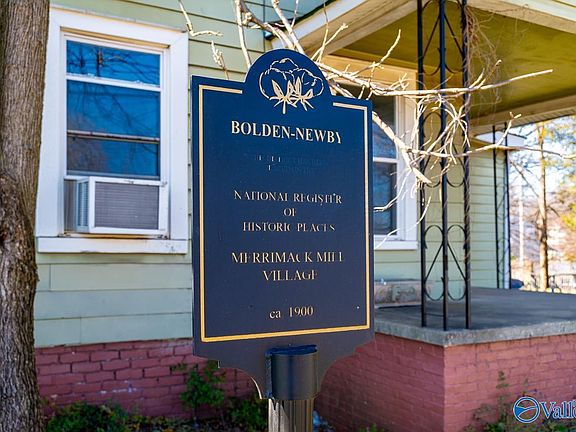 BOLDEN-NEWBY
NATIONAL REGISTER
OF
HISTORIC PLACES
MERRIMACK MILL
VILLAGE
ca. 1900